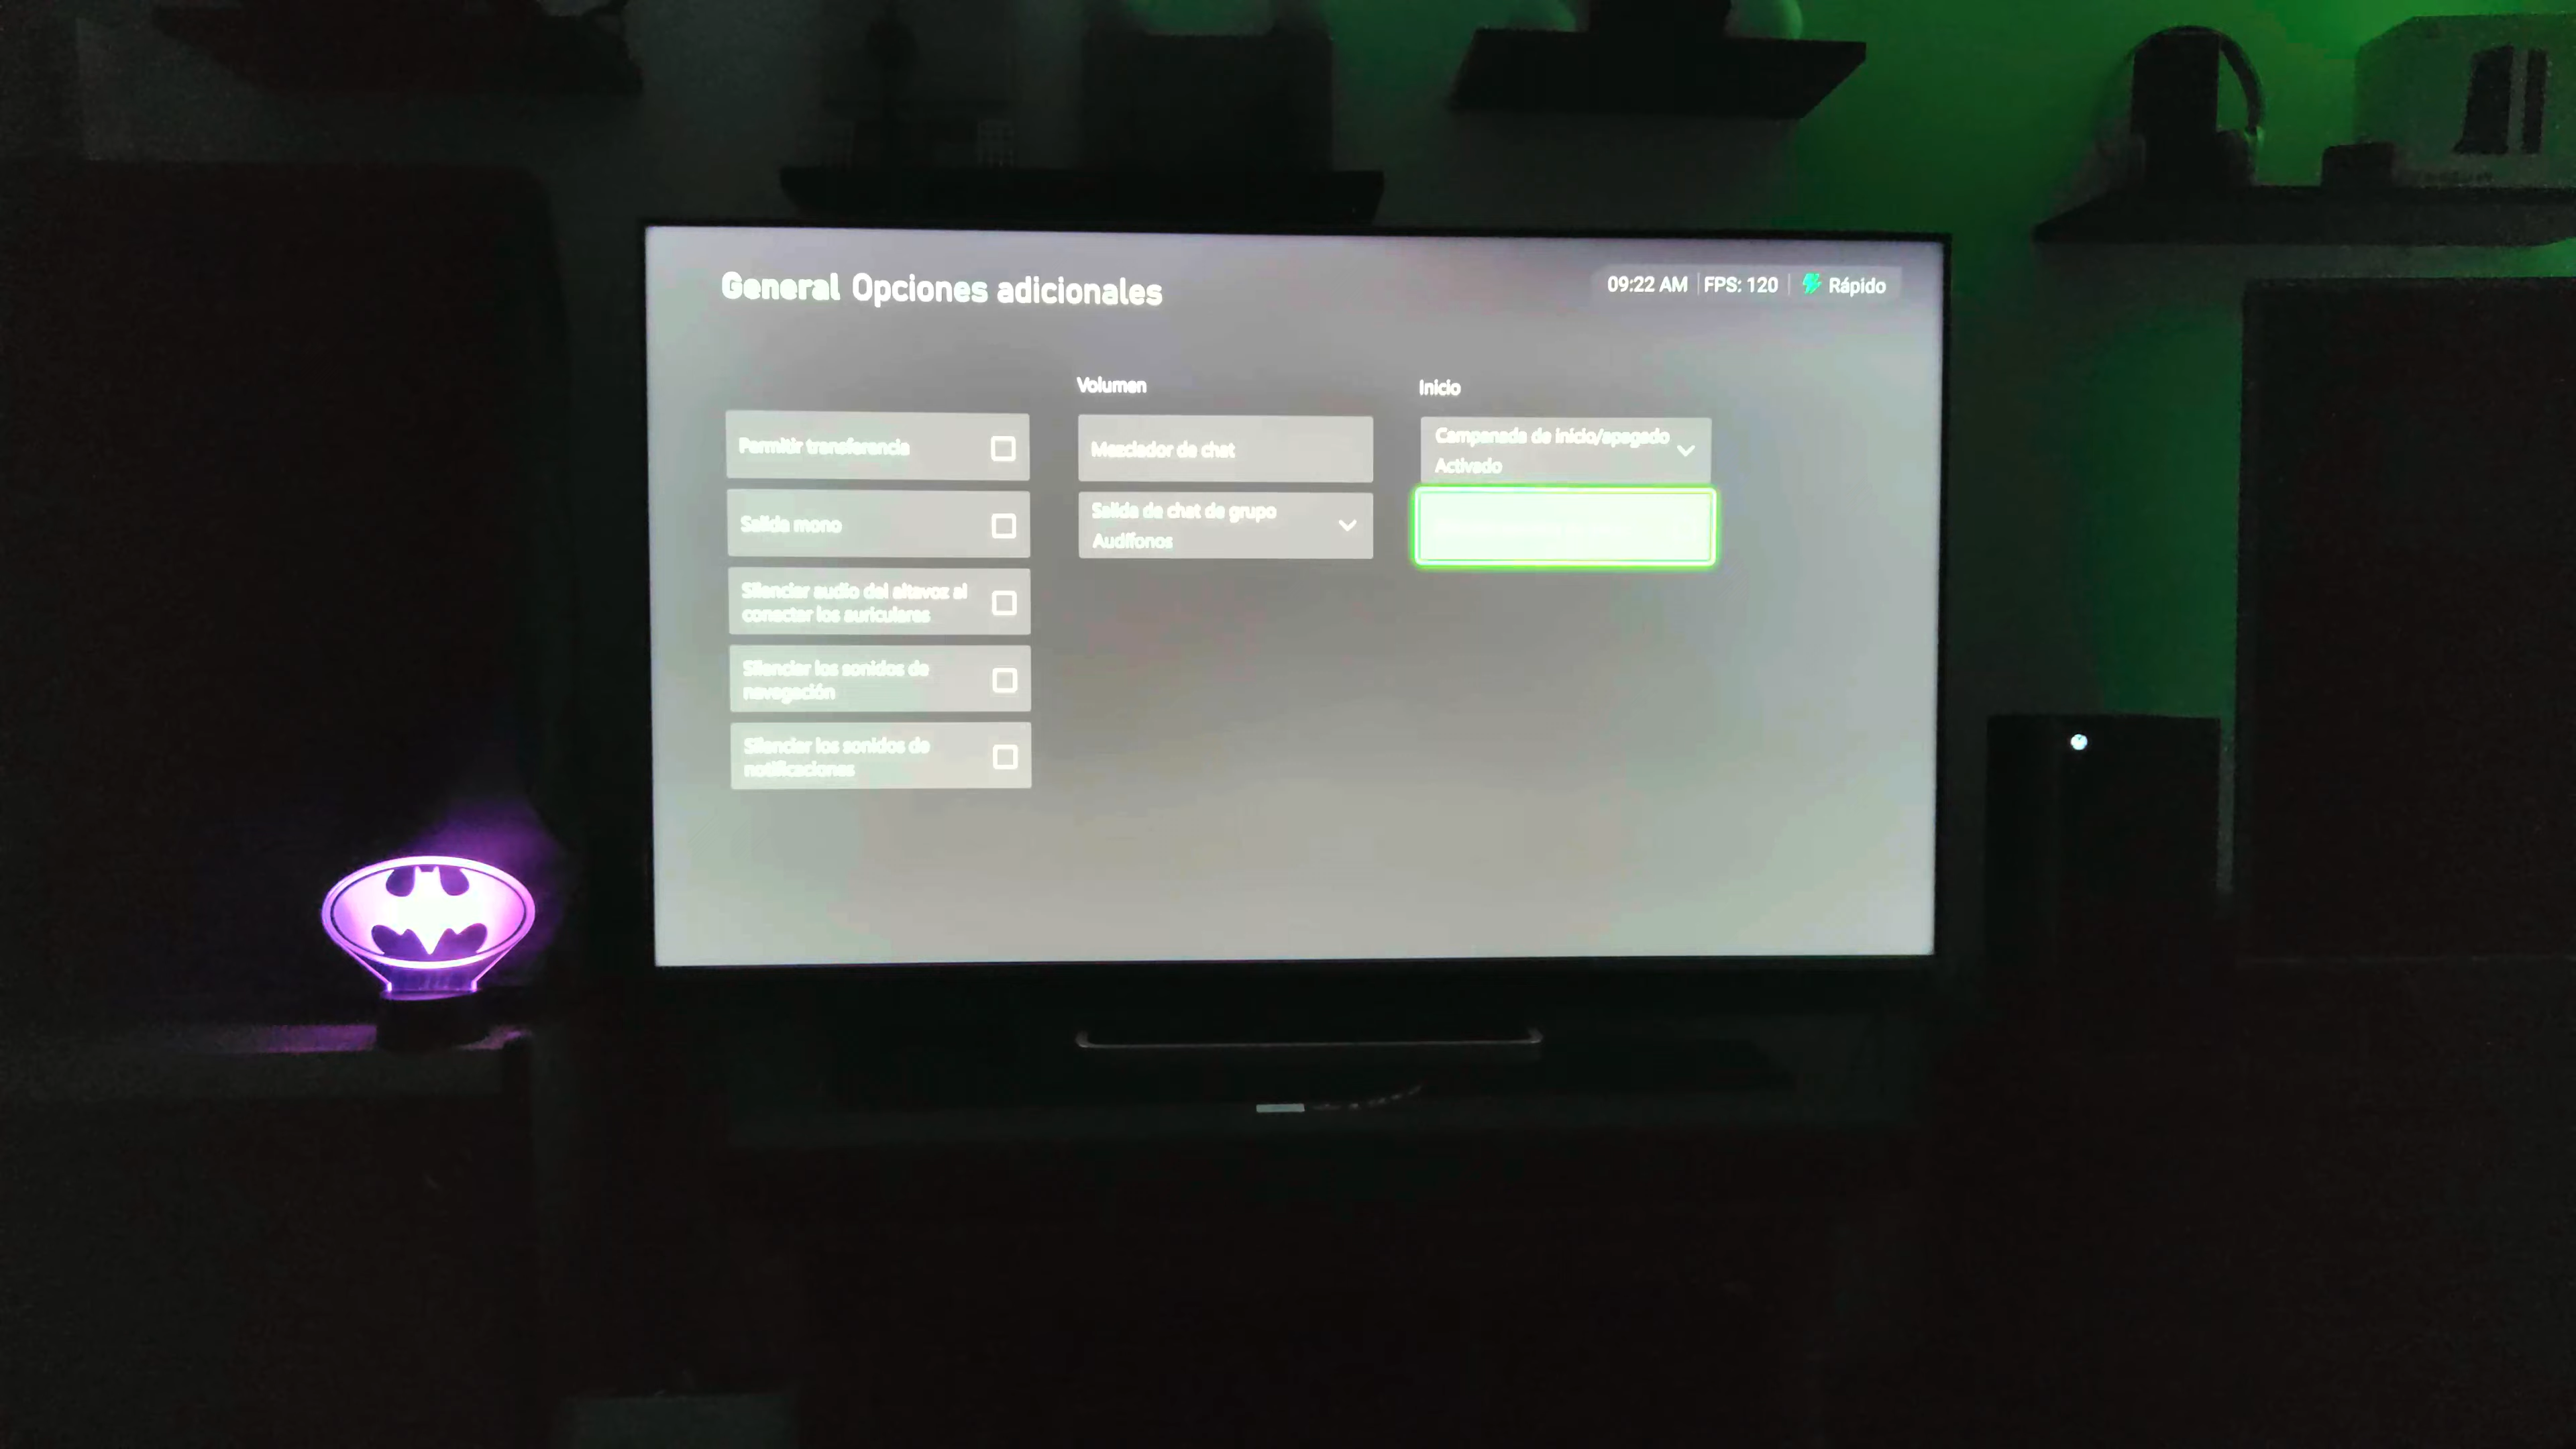 General Opciones adicionales
09:22 AM FPS: 120 Rápido
Volumen
Inicio
Permitir transferencia
Salida mono
Silenciar audio del altavoz al
conectar los auriculares
Silenciar los sonidos de
navegación
Silenciar los sonidos de
notificaciones
Mezclador de chat
Salida de chat de grupo
Audífonos
Campanada de inicio/apagado
Activado